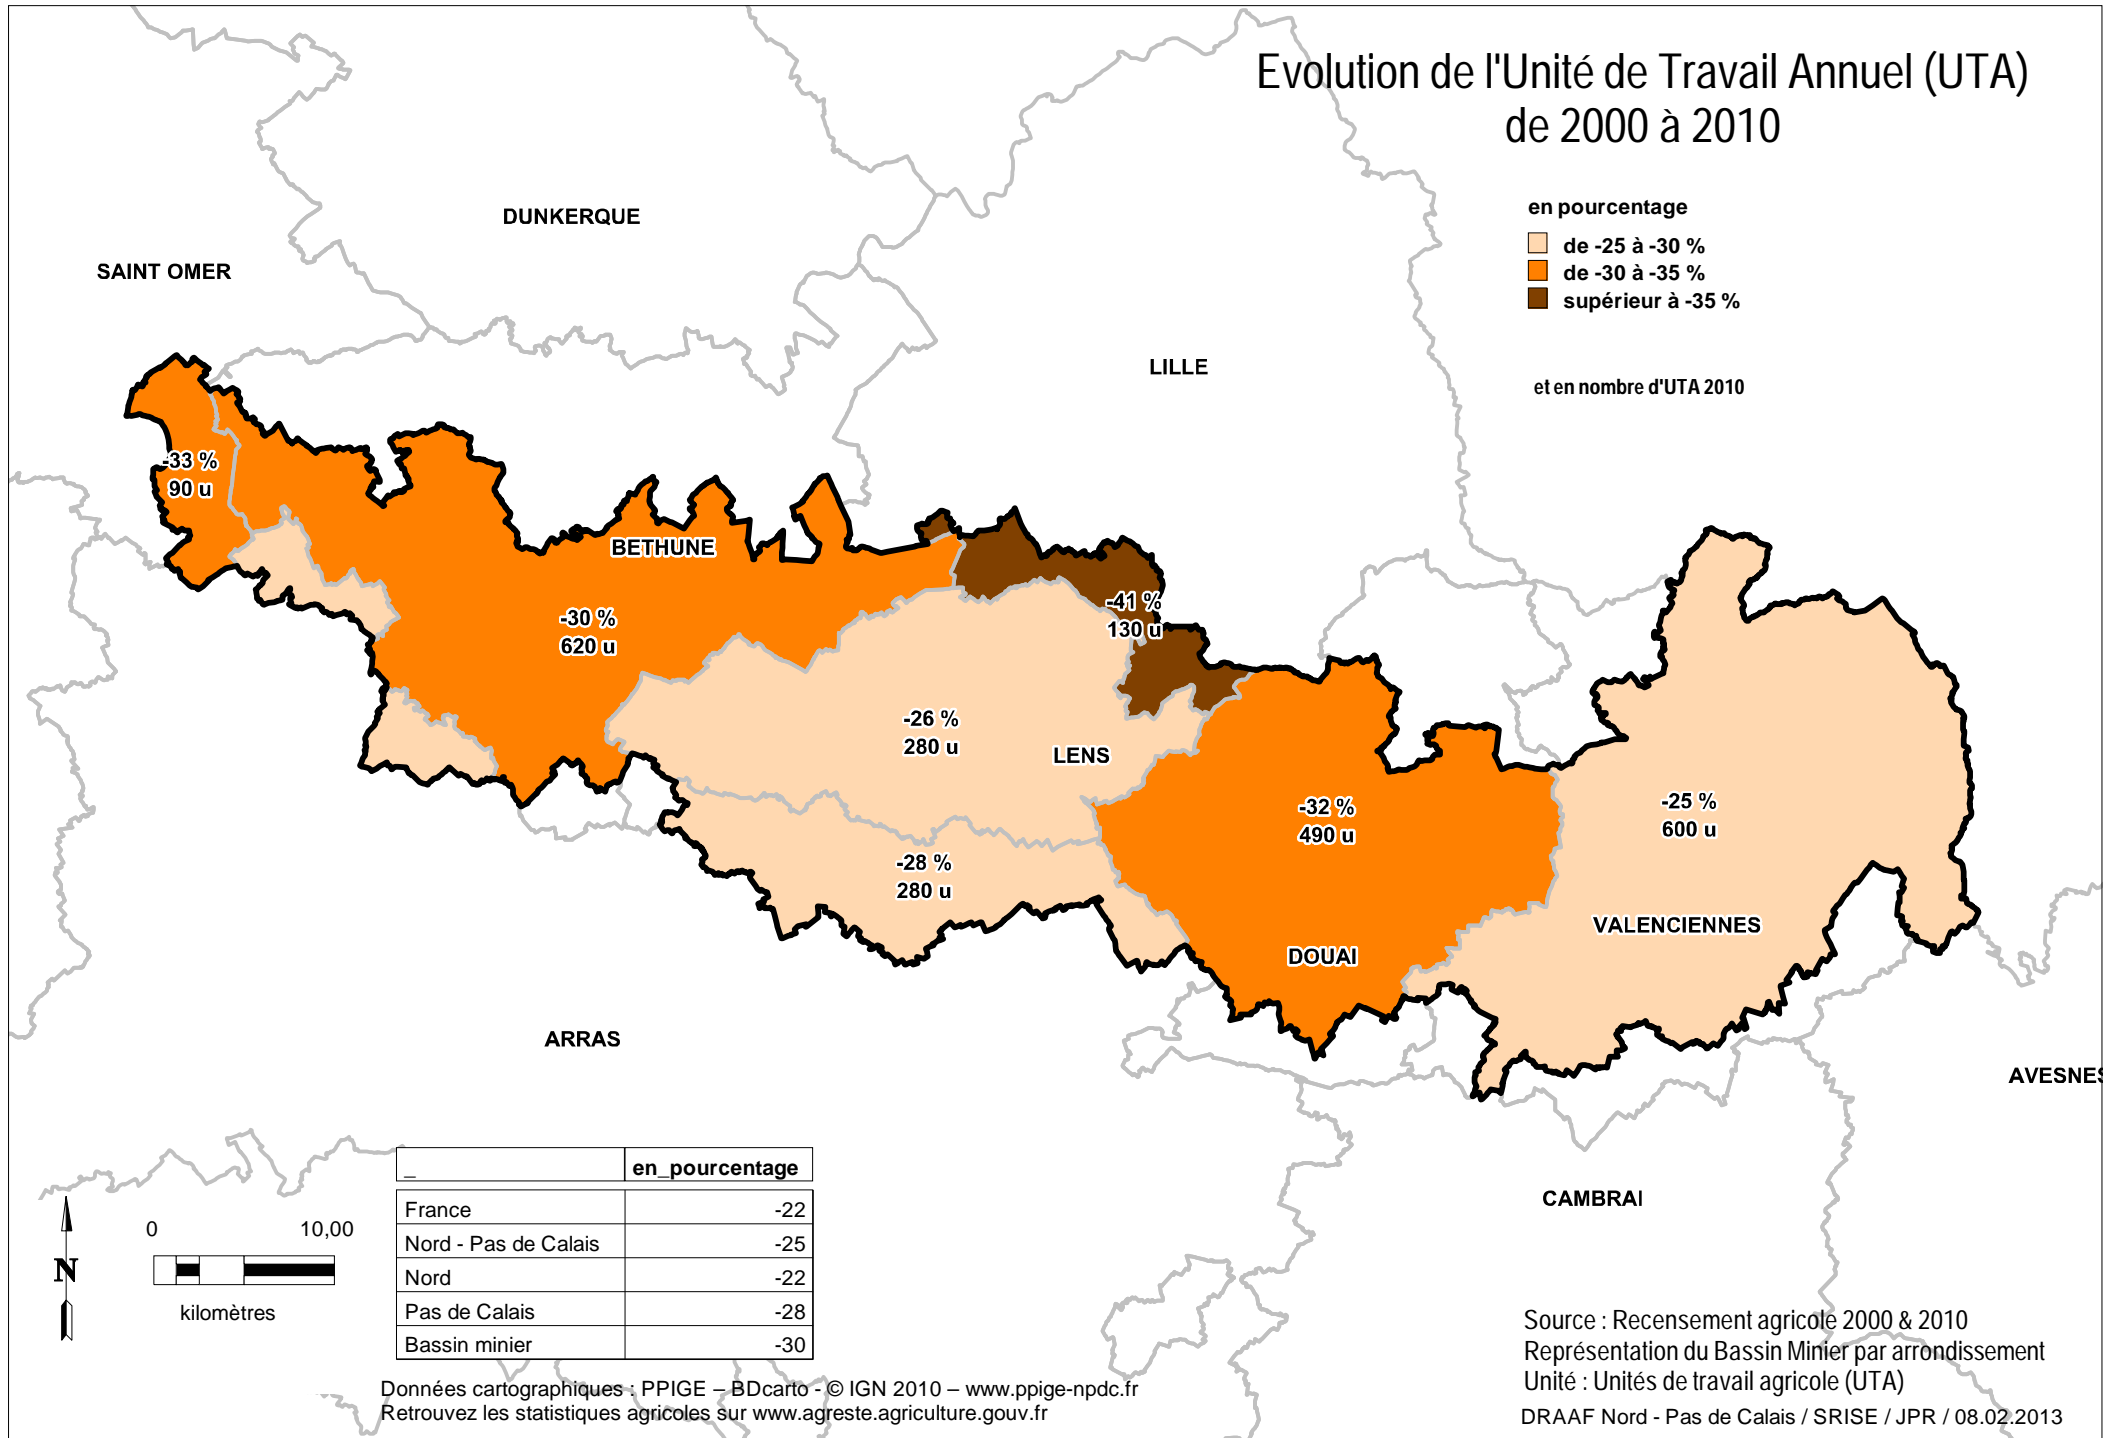 Evolution de l'Unité de Travail Annuel (UTA)
de 2000 à 2010
en pourcentage
de -25 à -30 %
de -30 à -35 %
supérieur à -35 %
et en nombre d'UTA 2010
DUNKERQUE
SAINT OMER
LILLE
-33 %
90 u
BETHUNE
-30 %
620 u
-41 %
130 u
-26 %
280 u
LENS
-32 %
490 u
-25 %
600 u
-28 %
280 u
VALENCIENNES
DOUAI
ARRAS
AVESNES
CAMBRAI
_ en_pourcentage
France -22
Nord - Pas de Calais -25
Nord -22
Pas de Calais -28
Bassin minier -30
N
0 10,00
kilomètres
Données cartographiques : PPIGE – BDcarto - © IGN 2010 – www.ppige-npdc.fr
Retrouvez les statistiques agricoles sur www.agreste.agriculture.gouv.fr
Source : Recensement agricole 2000 & 2010
Représentation du Bassin Minier par arrondissement
Unité : Unités de travail agricole (UTA)
DRAAF Nord - Pas de Calais / SRISE / JPR / 08.02.2013